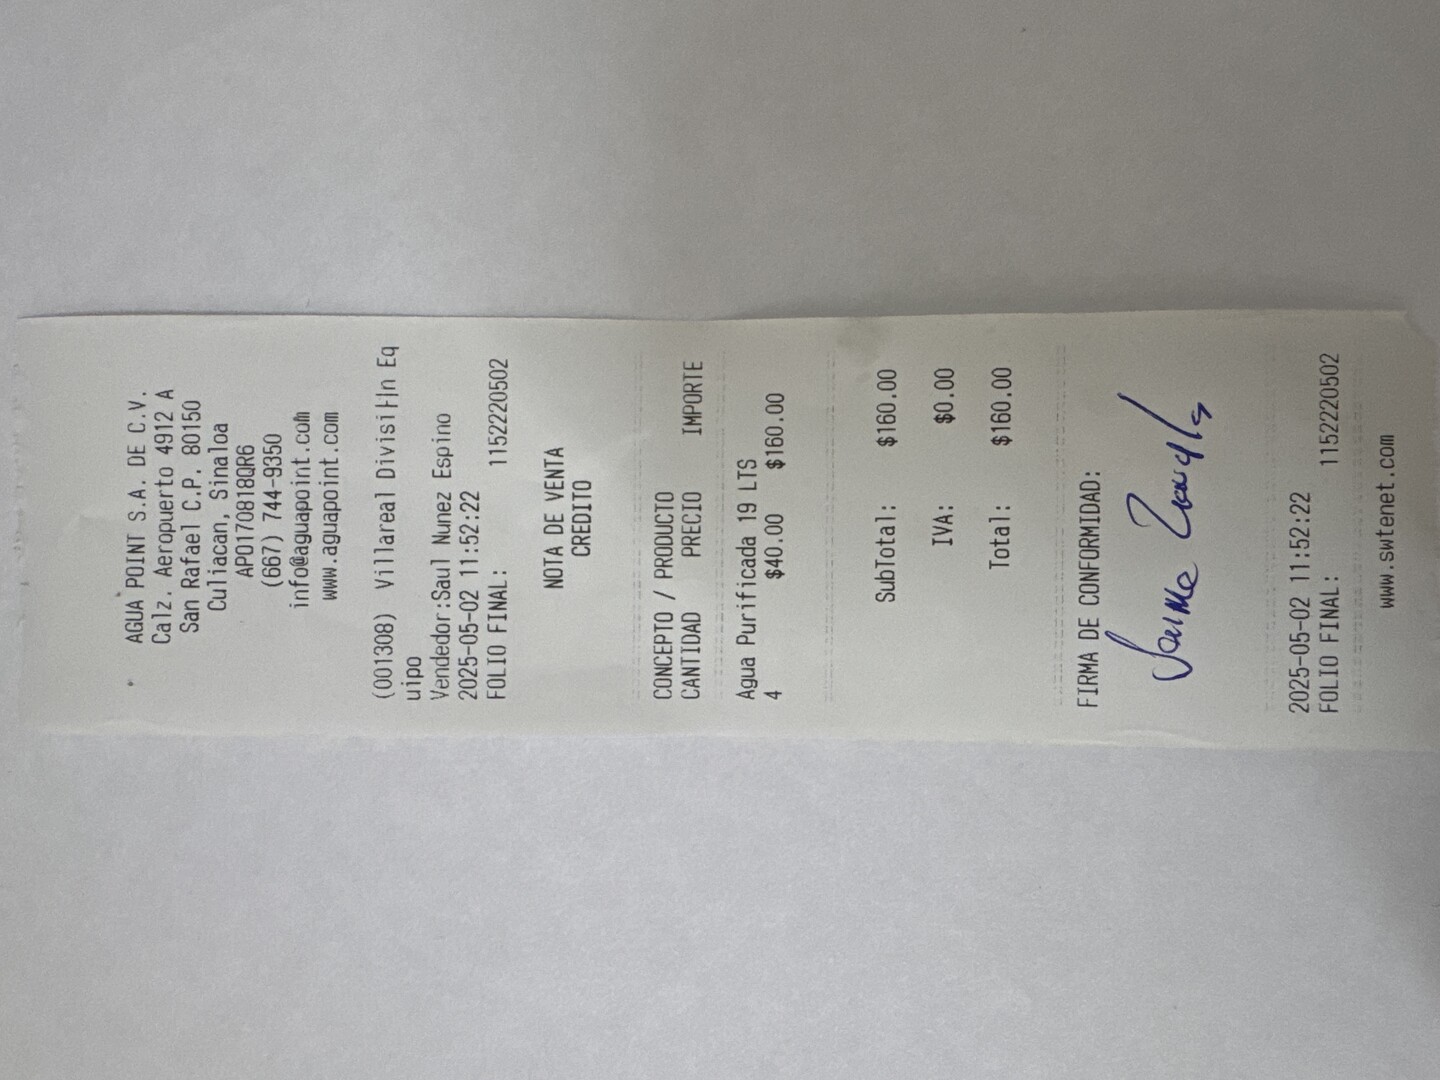 AGUA POINT S.A. DE C.V.
Calz. Aeropuerto 4912 A
San Rafael C.P. 80150
Culiacan, Sinaloa
APO170818QR6
(667) 744-9350
info@aguapoint.com
www.aguapoint.com
(001308) Villareal Divisi├n Eq
uipo
Vendedor:Saul Nunez Espino
2025-05-02 11:52:22
FOLIO FINAL: 1152220502
NOTA DE VENTA
CREDITO
CONCEPTO / PRODUCTO
CANTIDAD PRECIO IMPORTE
Agua Purificada 19 LTS
4 $40.00 $160.00
SubTotal: $160.00
IVA: $0.00
Total: $160.00
FIRMA DE CONFORMIDAD:
2025-05-02 11:52:22
FOLIO FINAL: 1152220502
www.swtenet.com